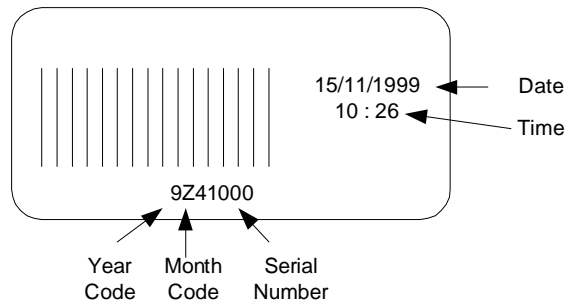 15/11/1999 Date
10 : 26 Time
9Z41000
Year Month Serial
Code Code Number